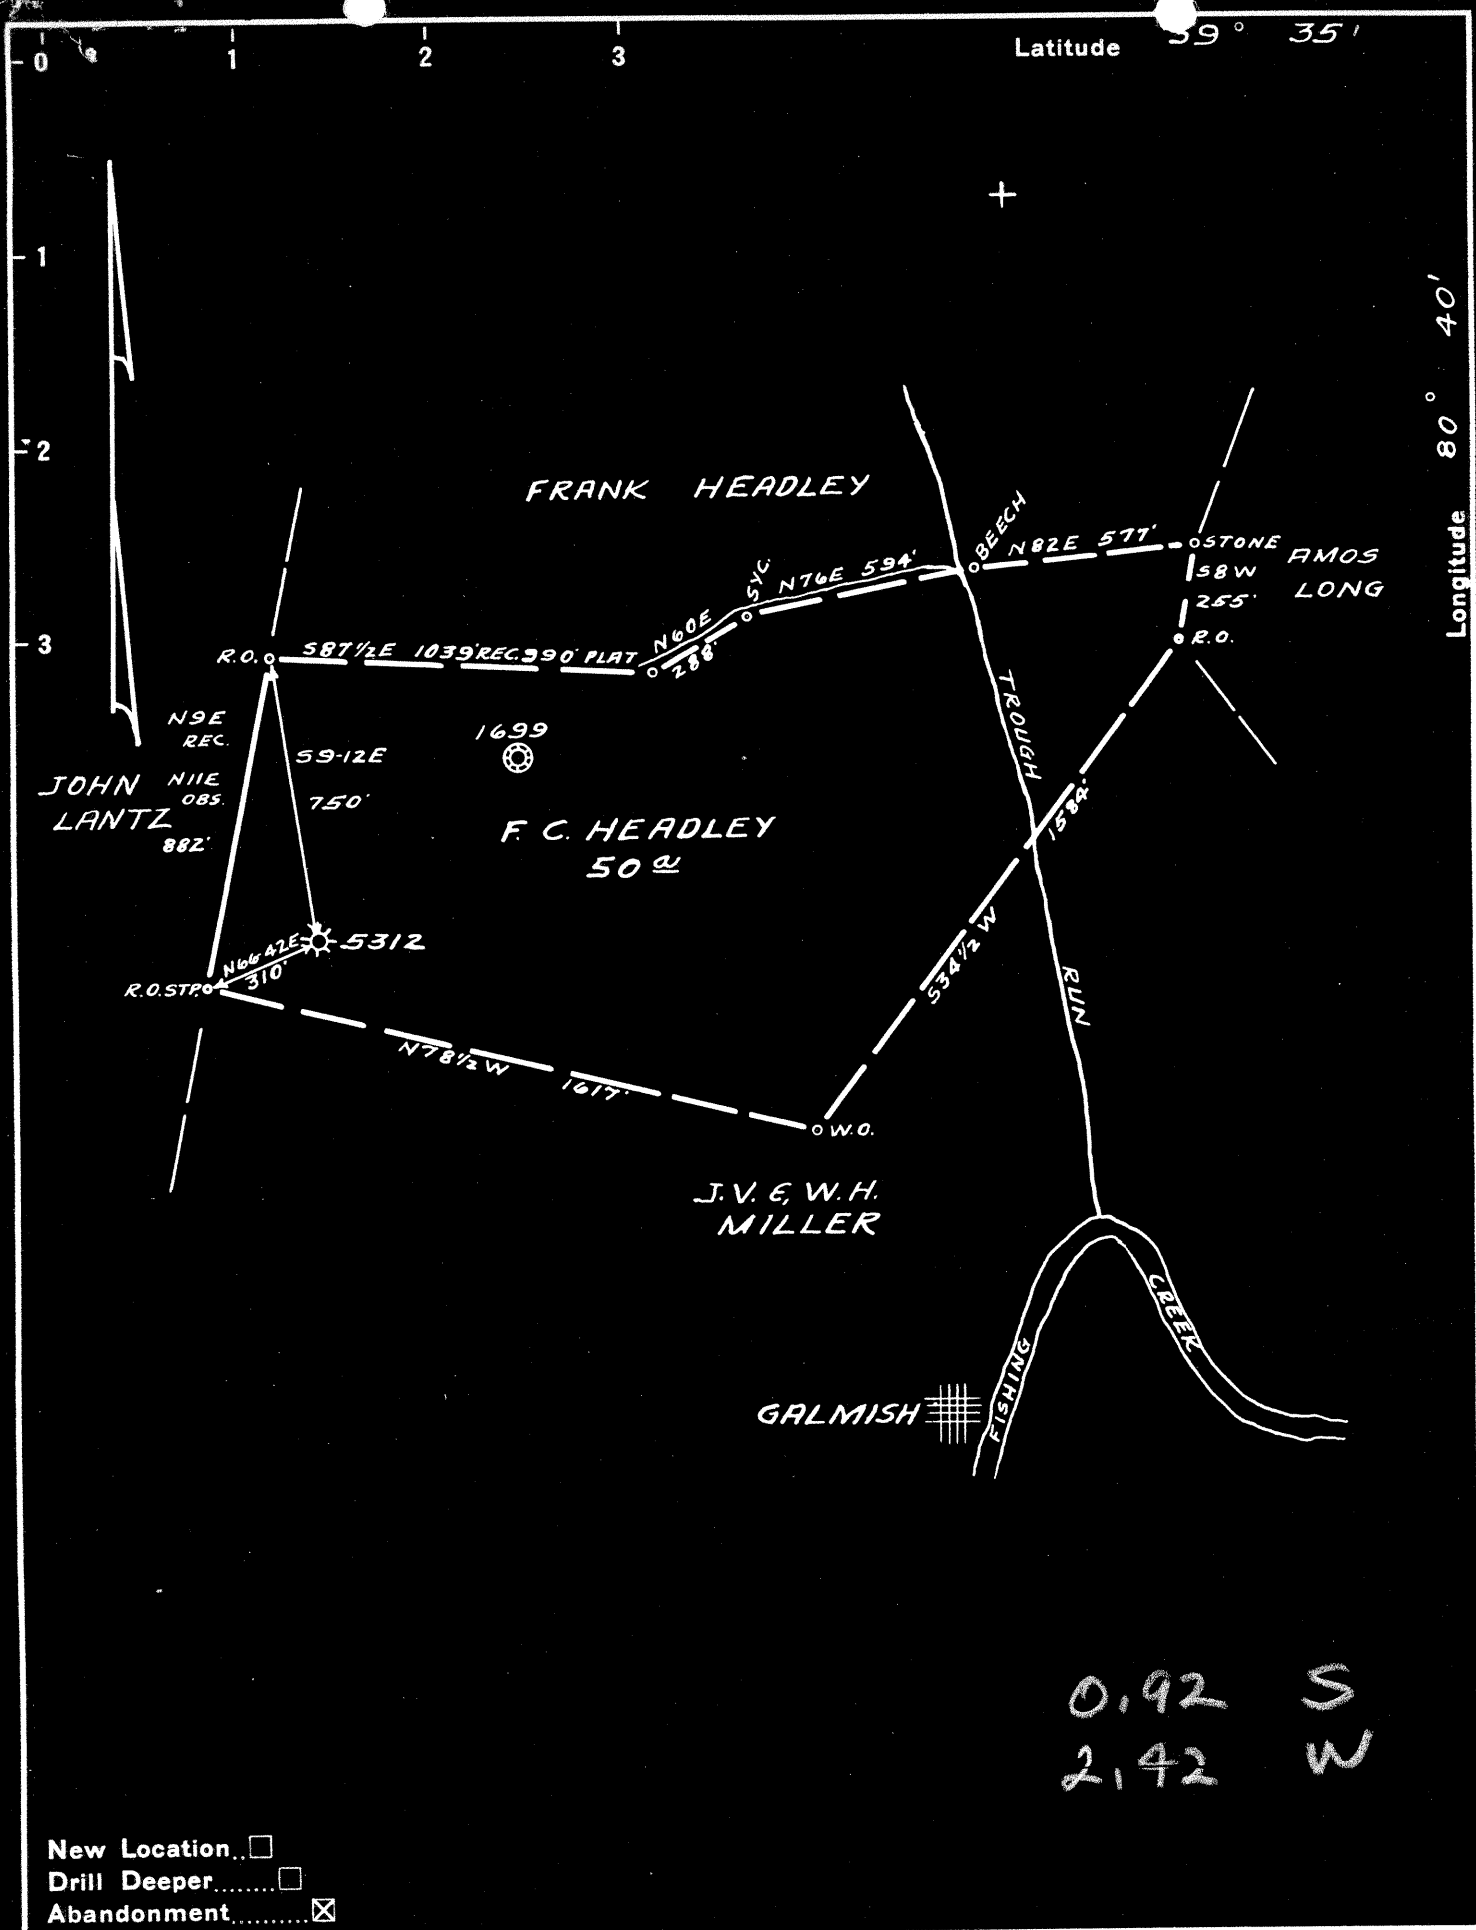 0 1 2 3 Latitude 39° 35'
1
2
3
Longitude 80° 40'
FRANK HEADLEY
BEECH
N82E 577'
STONE
AMOS
LONG
S8W
255'
R.O.
SYC.
N76E 594'
N60E
288'
R.O. S87½E 1039' REC. 990' PLAT
N9E
REC.
JOHN
LANTZ
N11E
OBS.
882'
S9-12E
750'
1699
F. C. HEADLEY
50 a
TROUGH
RUN
1584'
S34½W
5312
N66-42E
310'
R.O. STP.
N78½W 1617'
W.O.
J.V. & W.H.
MILLER
FISHING
CREEK
GALMISH
0.92 S
2.42 W
New Location..☐
Drill Deeper........☐
Abandonment..........☒